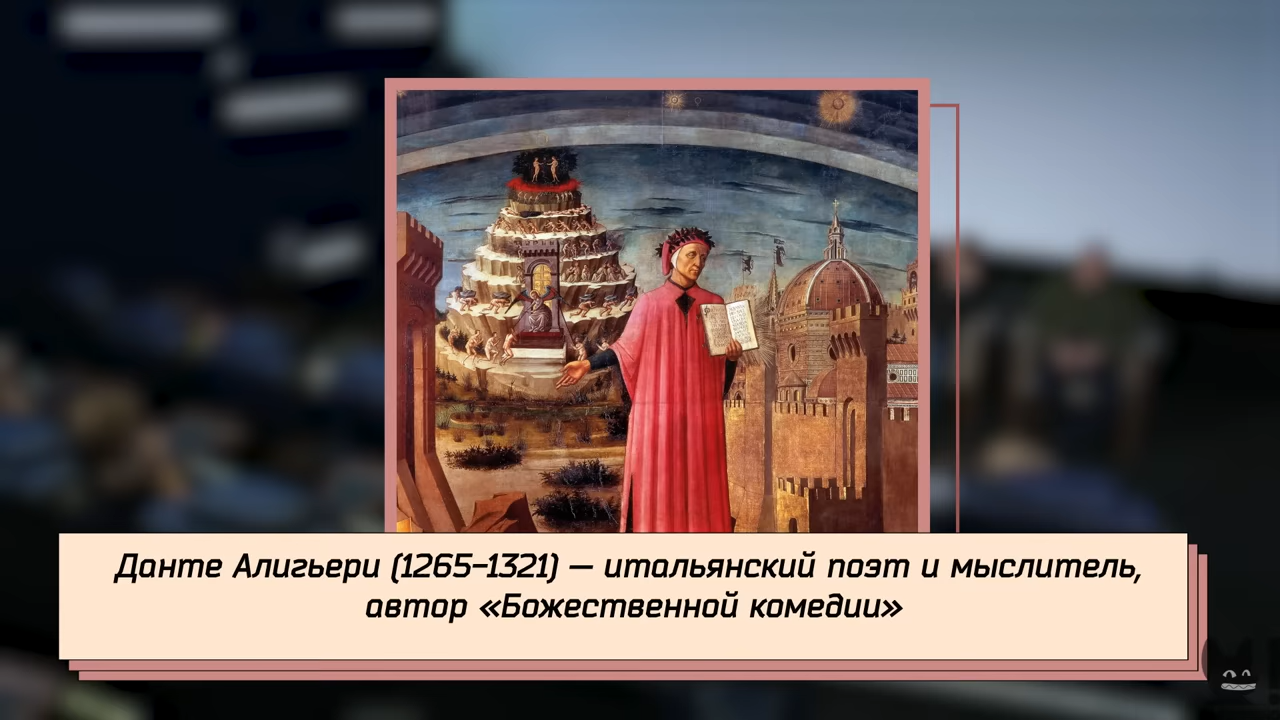 Данте Алигьери (1265–1321) — итальянский поэт и мыслитель,
автор «Божественной комедии»